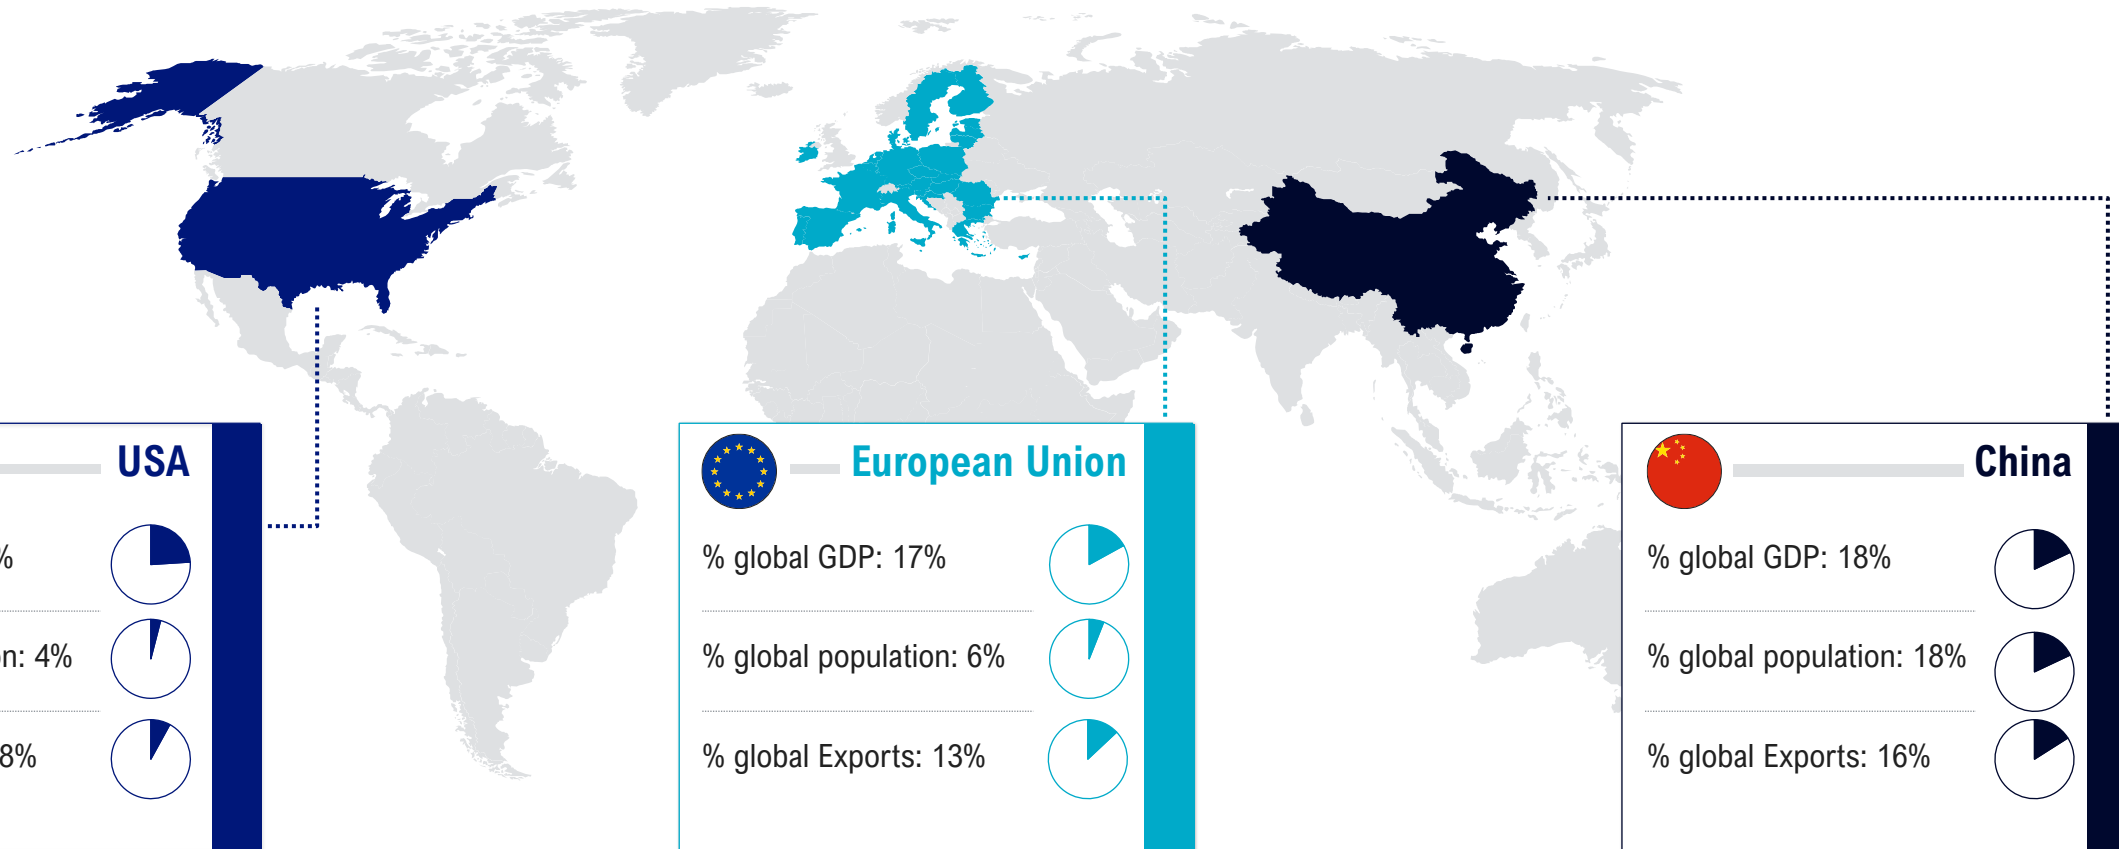 USA
%
n: 4%
8%
European Union
% global GDP: 17%
% global population: 6%
% global Exports: 13%
China
% global GDP: 18%
% global population: 18%
% global Exports: 16%